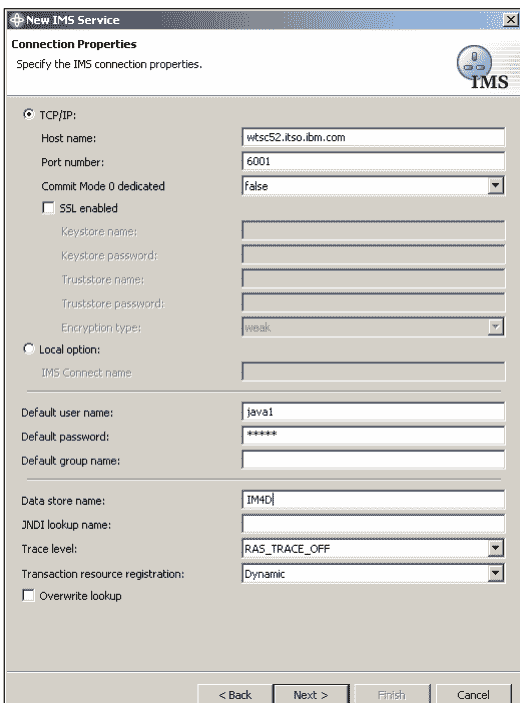 New IMS Service
Connection Properties
Specify the IMS connection properties.
IMS
TCP/IP:
Host name: wtsc52.itso.ibm.com
Port number: 6001
Commit Mode 0 dedicated false
SSL enabled
Keystore name:
Keystore password:
Truststore name:
Truststore password:
Encryption type: weak
Local option:
IMS Connect name
Default user name: java1
Default password: *****
Default group name:
Data store name: IM4D
JNDI lookup name:
Trace level: RAS_TRACE_OFF
Transaction resource registration: Dynamic
Overwrite lookup
< Back Next > Finish Cancel